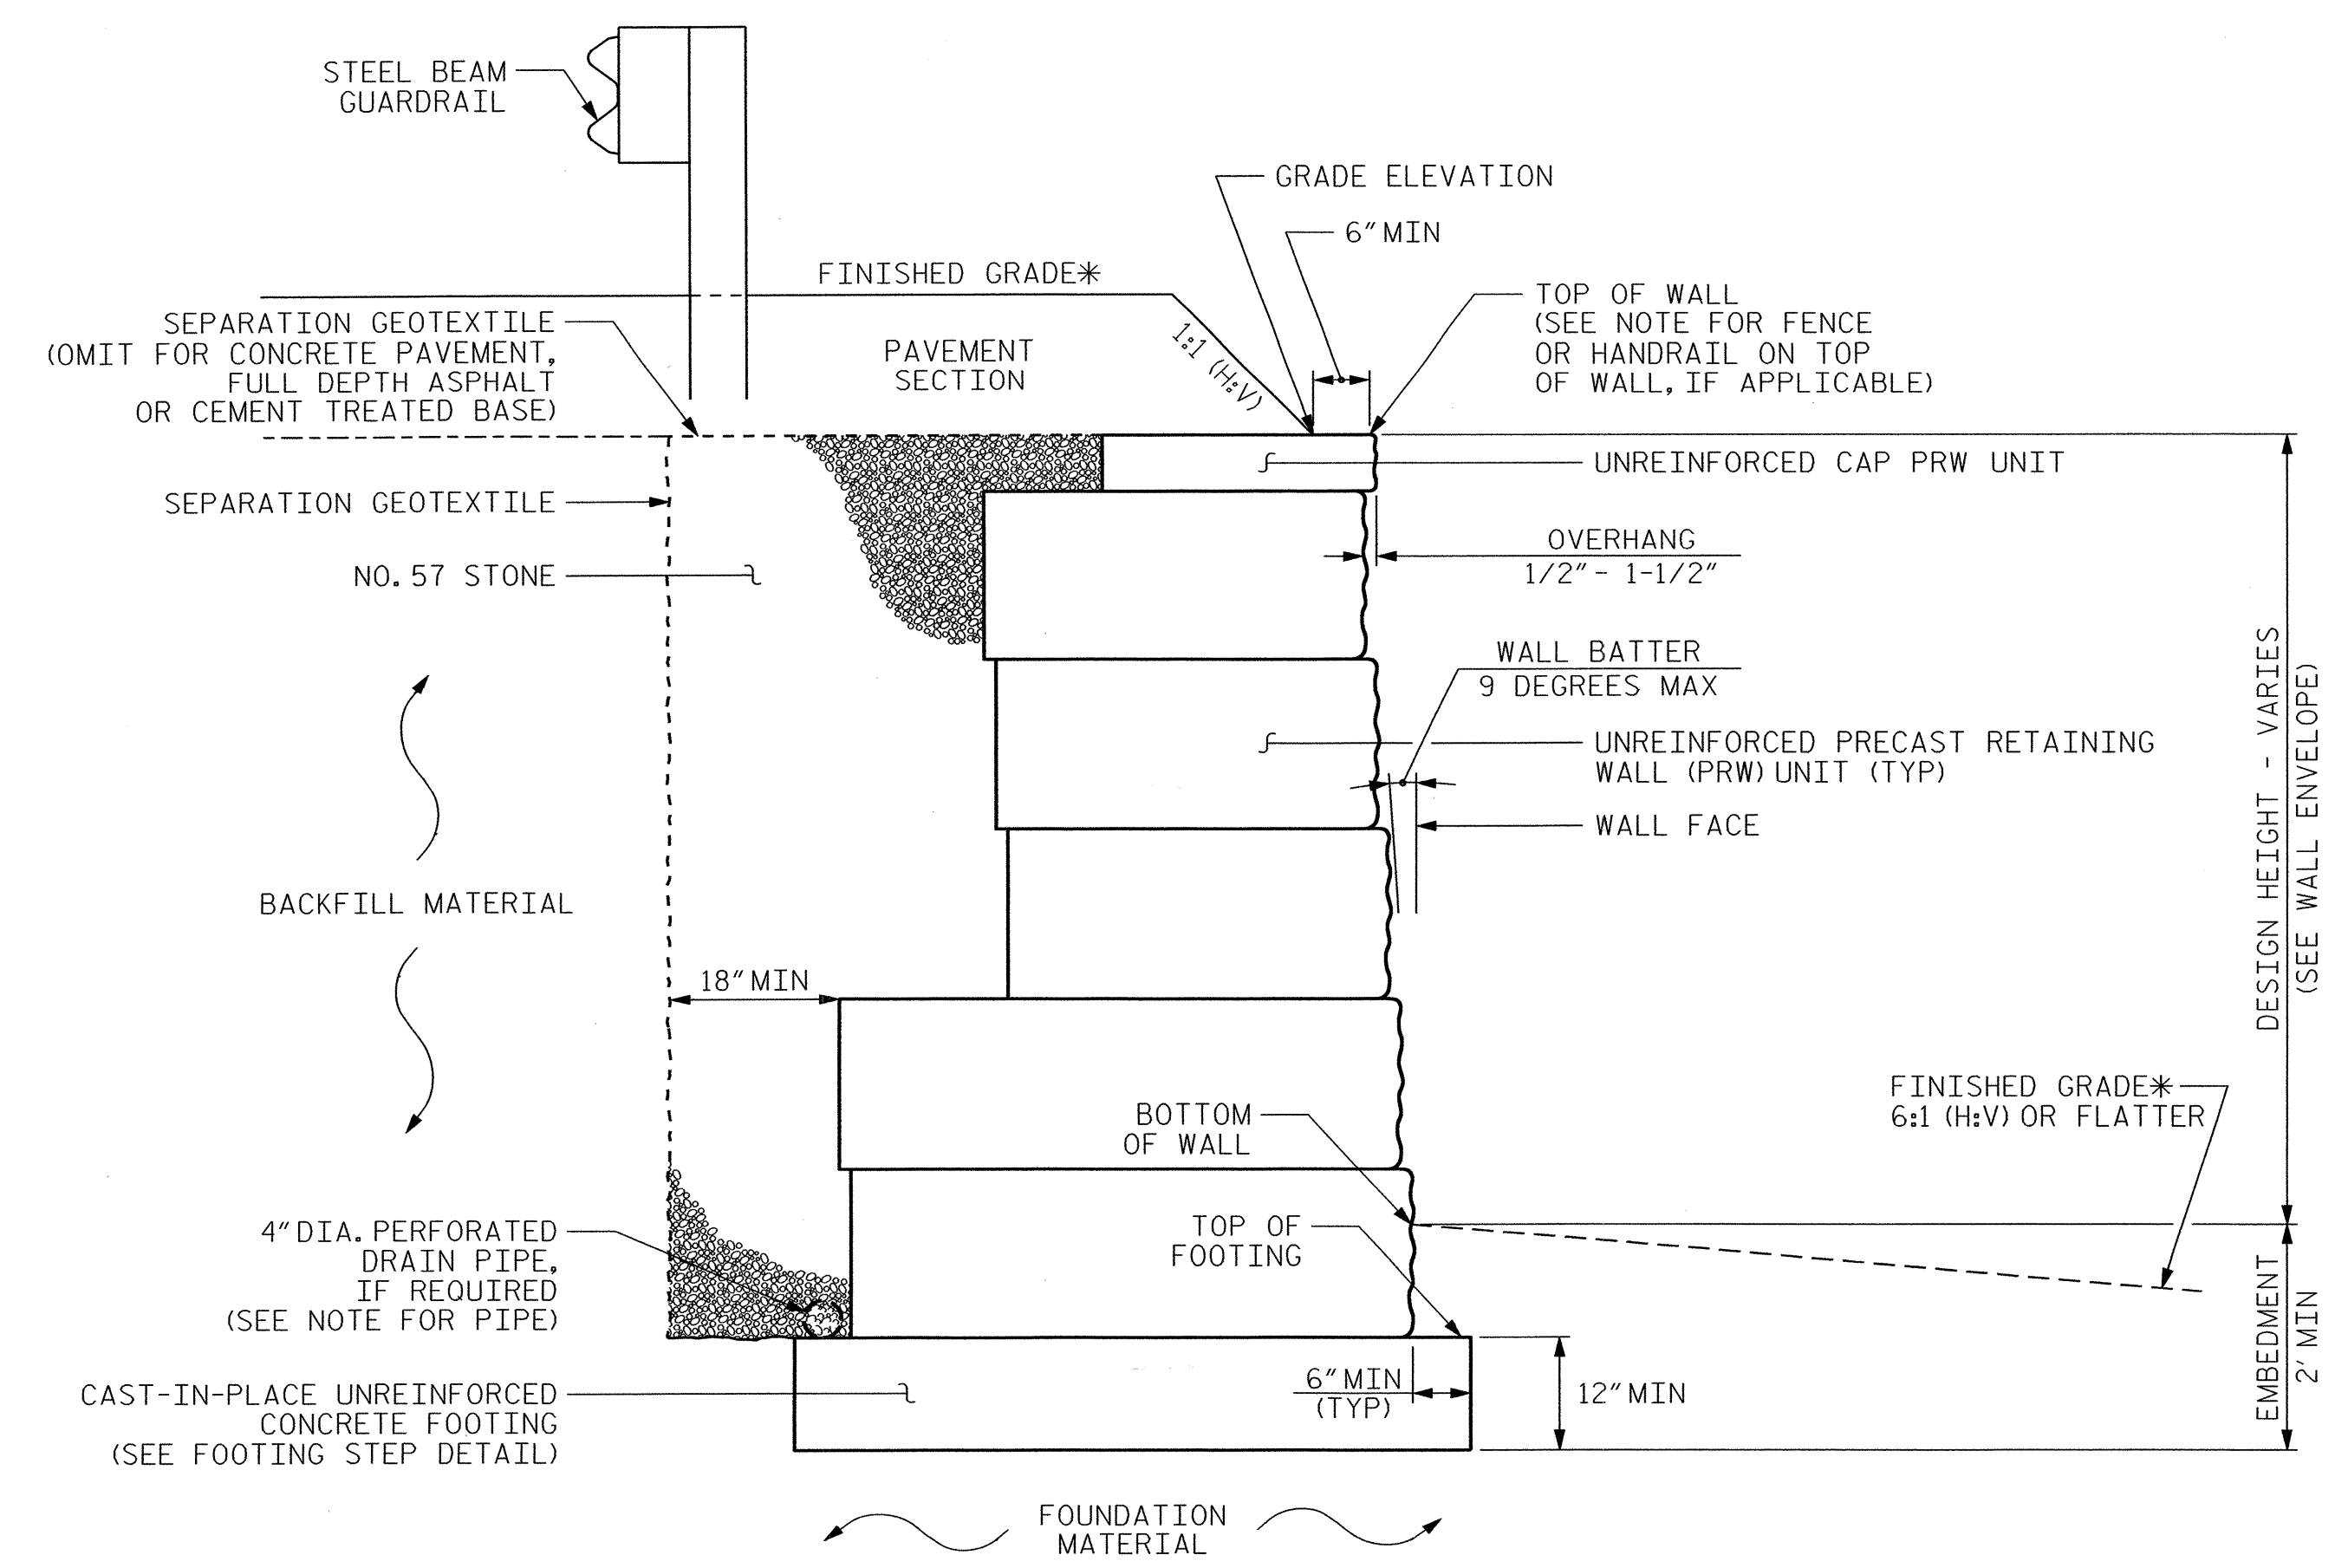 STEEL BEAM
GUARDRAIL
GRADE ELEVATION
6" MIN
FINISHED GRADE*
TOP OF WALL
(SEE NOTE FOR FENCE
OR HANDRAIL ON TOP
OF WALL, IF APPLICABLE)
SEPARATION GEOTEXTILE
(OMIT FOR CONCRETE PAVEMENT,
FULL DEPTH ASPHALT
OR CEMENT TREATED BASE)
PAVEMENT
SECTION
1:1 (H:V)
UNREINFORCED CAP PRW UNIT
SEPARATION GEOTEXTILE
OVERHANG
1/2" - 1-1/2"
NO. 57 STONE
WALL BATTER
9 DEGREES MAX
UNREINFORCED PRECAST RETAINING
WALL (PRW) UNIT (TYP)
WALL FACE
DESIGN HEIGHT - VARIES
(SEE WALL ENVELOPE)
BACKFILL MATERIAL
18" MIN
BOTTOM
OF WALL
FINISHED GRADE*
6:1 (H:V) OR FLATTER
TOP OF
FOOTING
4" DIA. PERFORATED
DRAIN PIPE,
IF REQUIRED
(SEE NOTE FOR PIPE)
EMBEDMENT
2' MIN
CAST-IN-PLACE UNREINFORCED
CONCRETE FOOTING
(SEE FOOTING STEP DETAIL)
6" MIN
(TYP)
12" MIN
FOUNDATION
MATERIAL